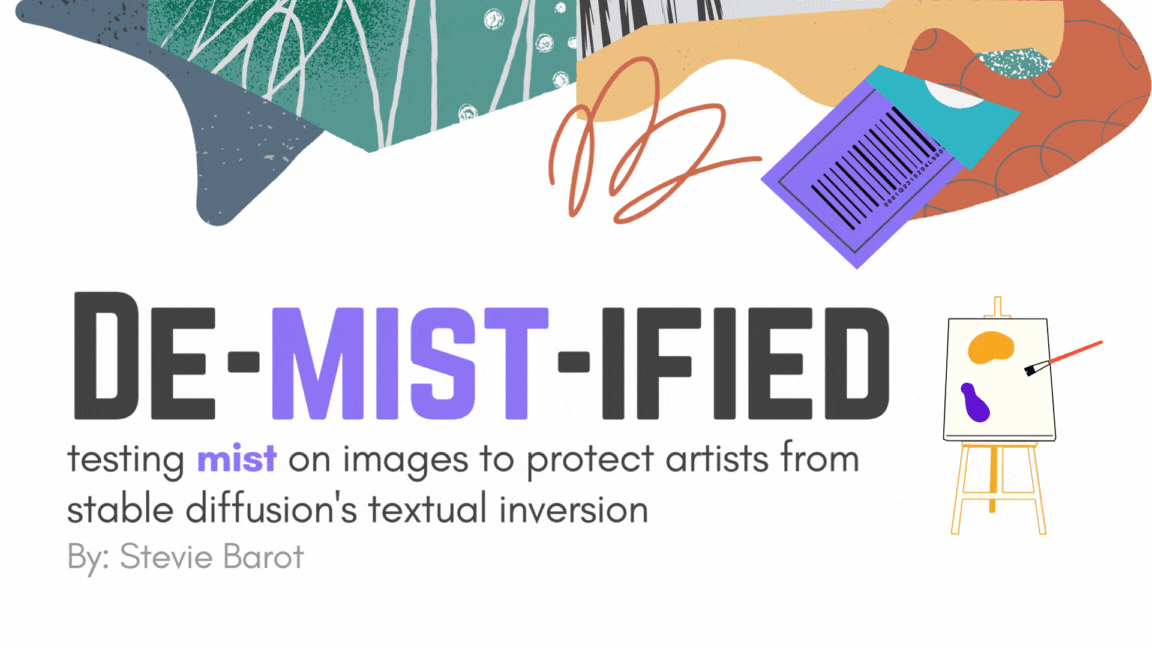 De-mist-ified
testing mist on images to protect artists from
stable diffusion's textual inversion
By: Stevie Barot